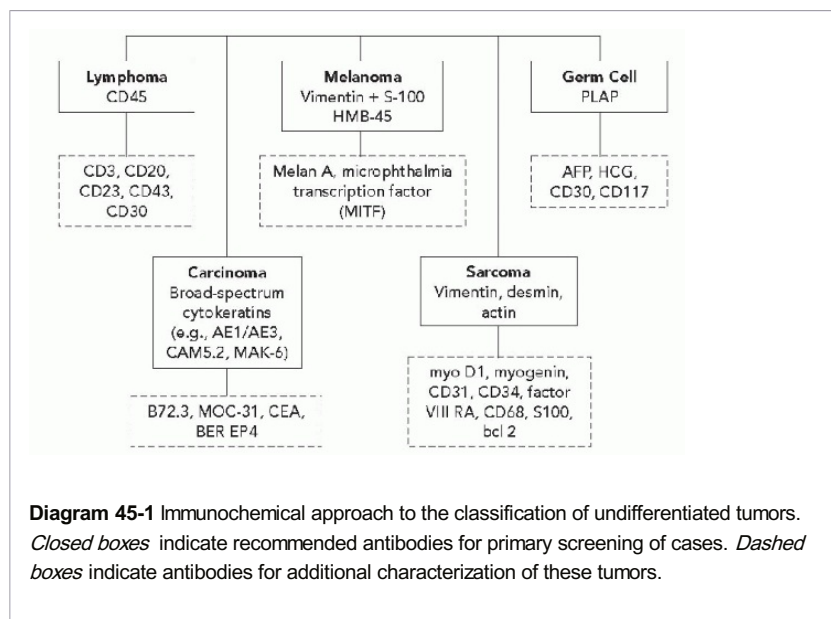 Lymphoma
CD45
Melanoma
Vimentin + S-100
HMB-45
Germ Cell
PLAP
CD3, CD20,
CD23, CD43,
CD30
Melan A, microphthalmia
transcription factor
(MITF)
AFP, HCG,
CD30, CD117
Carcinoma
Broad-spectrum
cytokeratins
(e.g., AE1/AE3,
CAM5.2, MAK-6)
Sarcoma
Vimentin, desmin,
actin
B72.3, MOC-31, CEA,
BER EP4
myo D1, myogenin,
CD31, CD34, factor
VIII RA, CD68, S100,
bcl 2
Diagram 45-1 Immunochemical approach to the classification of undifferentiated tumors.
Closed boxes indicate recommended antibodies for primary screening of cases. Dashed
boxes indicate antibodies for additional characterization of these tumors.